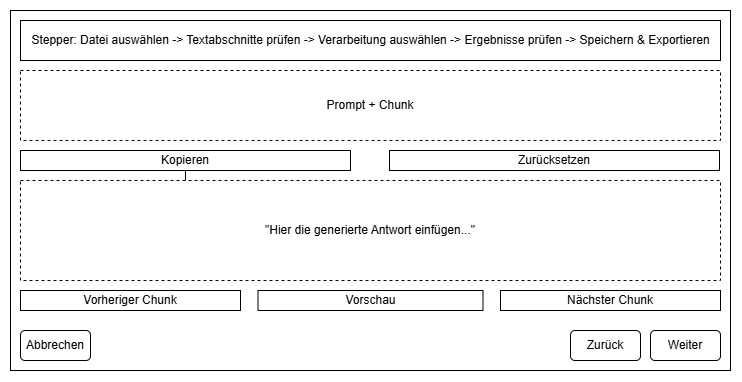 Stepper: Datei auswählen -> Textabschnitte prüfen -> Verarbeitung auswählen -> Ergebnisse prüfen -> Speichern & Exportieren
Prompt + Chunk
Kopieren
Zurücksetzen
"Hier die generierte Antwort einfügen..."
Vorheriger Chunk
Vorschau
Nächster Chunk
Abbrechen
Zurück
Weiter